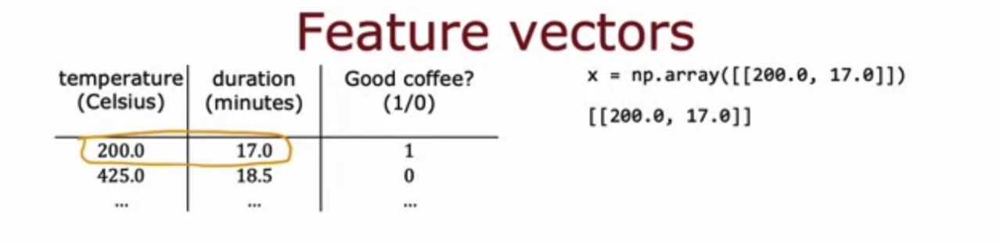 Feature vectors
temperature duration Good coffee?
(Celsius) (minutes) (1/0)
200.0 17.0 1
425.0 18.5 0
... ... ...
x = np.array([[200.0, 17.0]])
[[200.0, 17.0]]